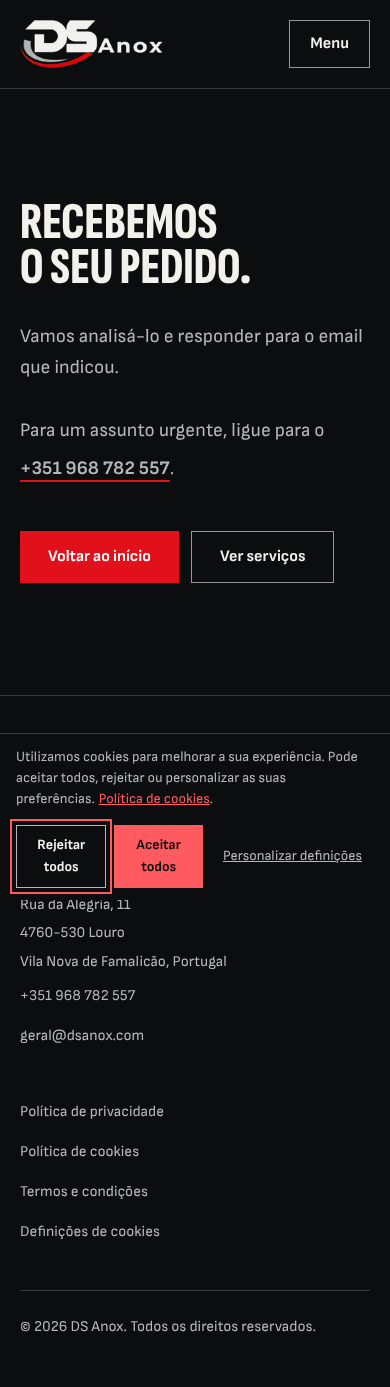 DS Anox
Menu
RECEBEMOS
O SEU PEDIDO.
Vamos analisá-lo e responder para o email
que indicou.
Para um assunto urgente, ligue para o
+351 968 782 557.
Voltar ao início
Ver serviços
Utilizamos cookies para melhorar a sua experiência. Pode
aceitar todos, rejeitar ou personalizar as suas
preferências. Política de cookies.
Rejeitar
todos
Aceitar
todos
Personalizar definições
Rua da Alegria, 11
4760-530 Louro
Vila Nova de Famalicão, Portugal
+351 968 782 557
geral@dsanox.com
Política de privacidade
Política de cookies
Termos e condições
Definições de cookies
© 2026 DS Anox. Todos os direitos reservados.